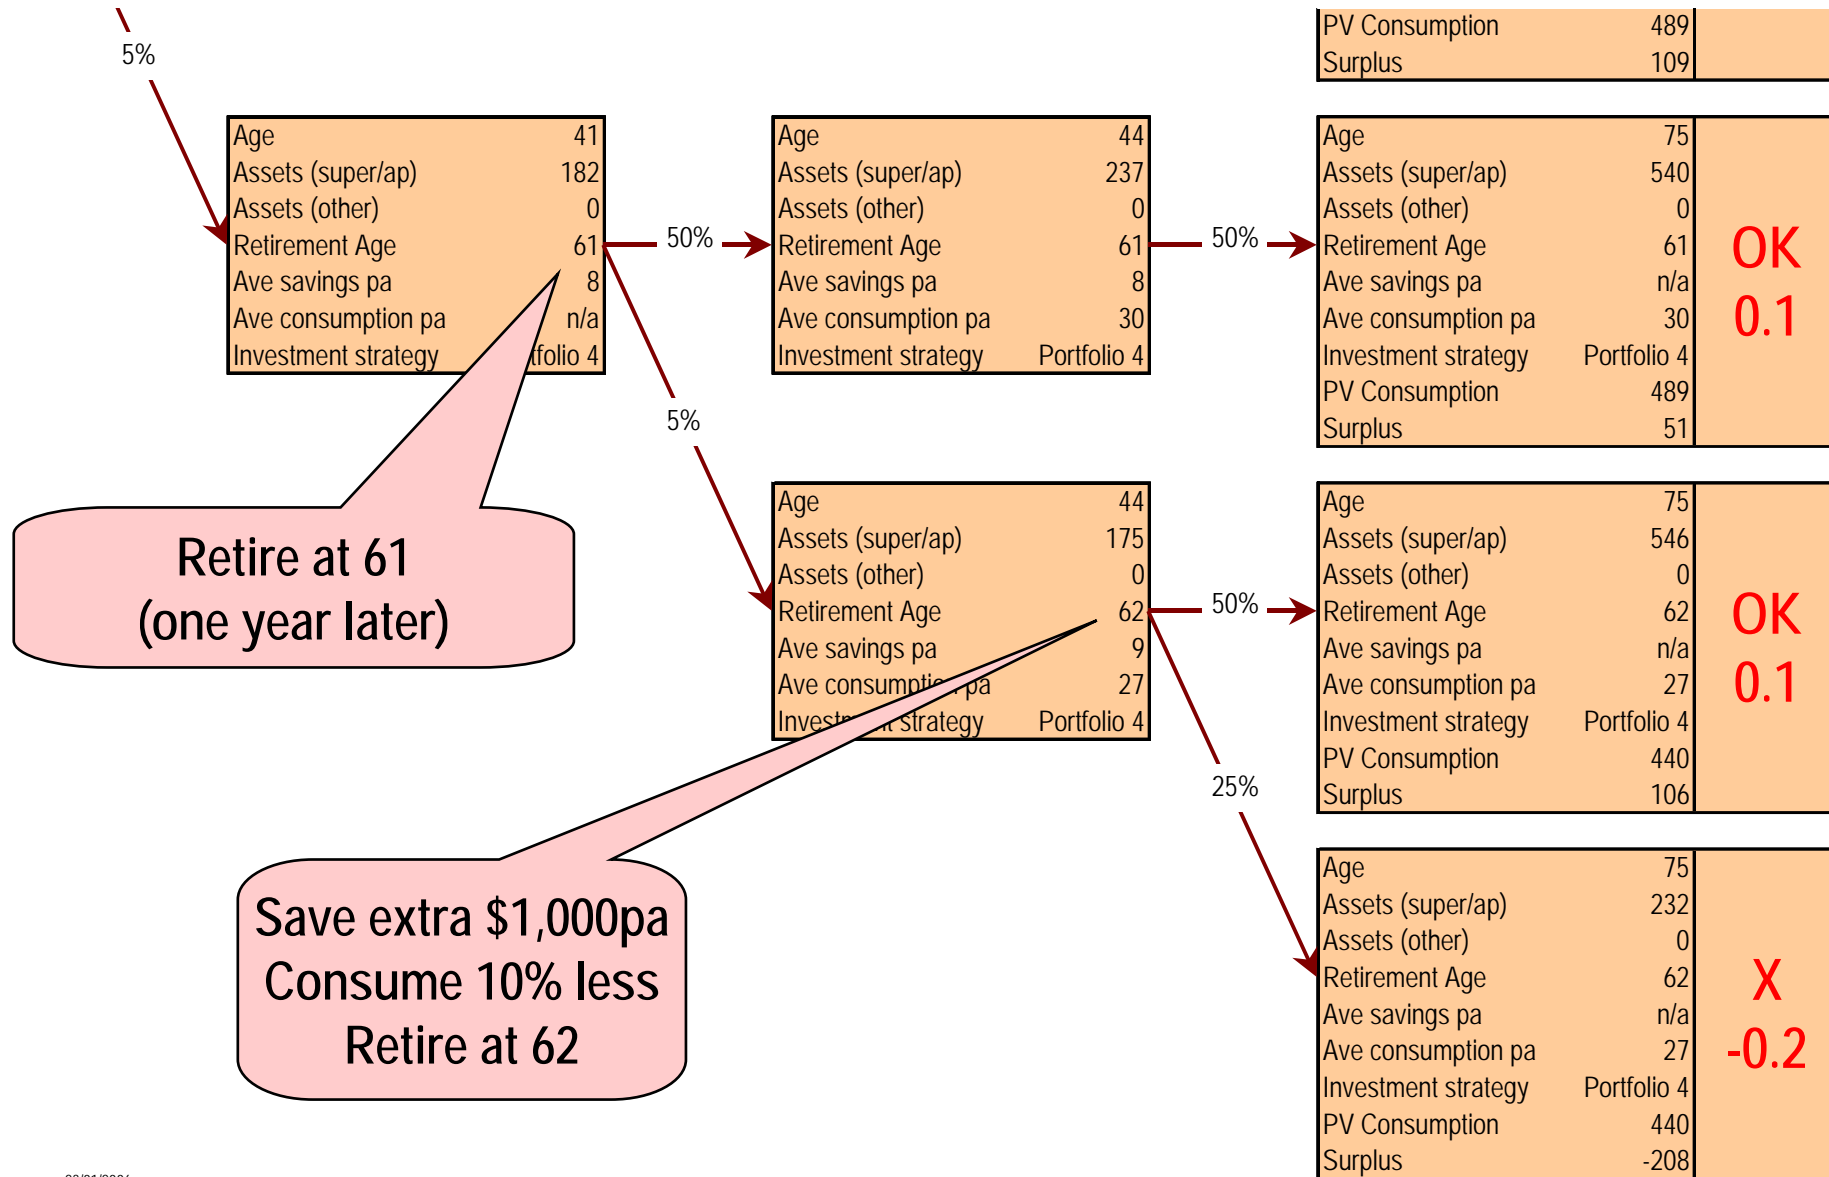 5%
PV Consumption 489
Surplus 109
Age 41
Assets (super/ap) 182
Assets (other) 0
Retirement Age 61
Ave savings pa 8
Ave consumption pa n/a
Investment strategy tfolio 4
50%
5%
Age 44
Assets (super/ap) 237
Assets (other) 0
Retirement Age 61
Ave savings pa 8
Ave consumption pa 30
Investment strategy Portfolio 4
50%
Age 75
Assets (super/ap) 540
Assets (other) 0
Retirement Age 61
Ave savings pa n/a
Ave consumption pa 30
Investment strategy Portfolio 4
PV Consumption 489
Surplus 51
OK
0.1
Retire at 61
(one year later)
Age 44
Assets (super/ap) 175
Assets (other) 0
Retirement Age 62
Ave savings pa 9
Ave consumption pa 27
Investment strategy Portfolio 4
50%
25%
Age 75
Assets (super/ap) 546
Assets (other) 0
Retirement Age 62
Ave savings pa n/a
Ave consumption pa 27
Investment strategy Portfolio 4
PV Consumption 440
Surplus 106
OK
0.1
Save extra $1,000pa
Consume 10% less
Retire at 62
Age 75
Assets (super/ap) 232
Assets (other) 0
Retirement Age 62
Ave savings pa n/a
Ave consumption pa 27
Investment strategy Portfolio 4
PV Consumption 440
Surplus -208
X
-0.2